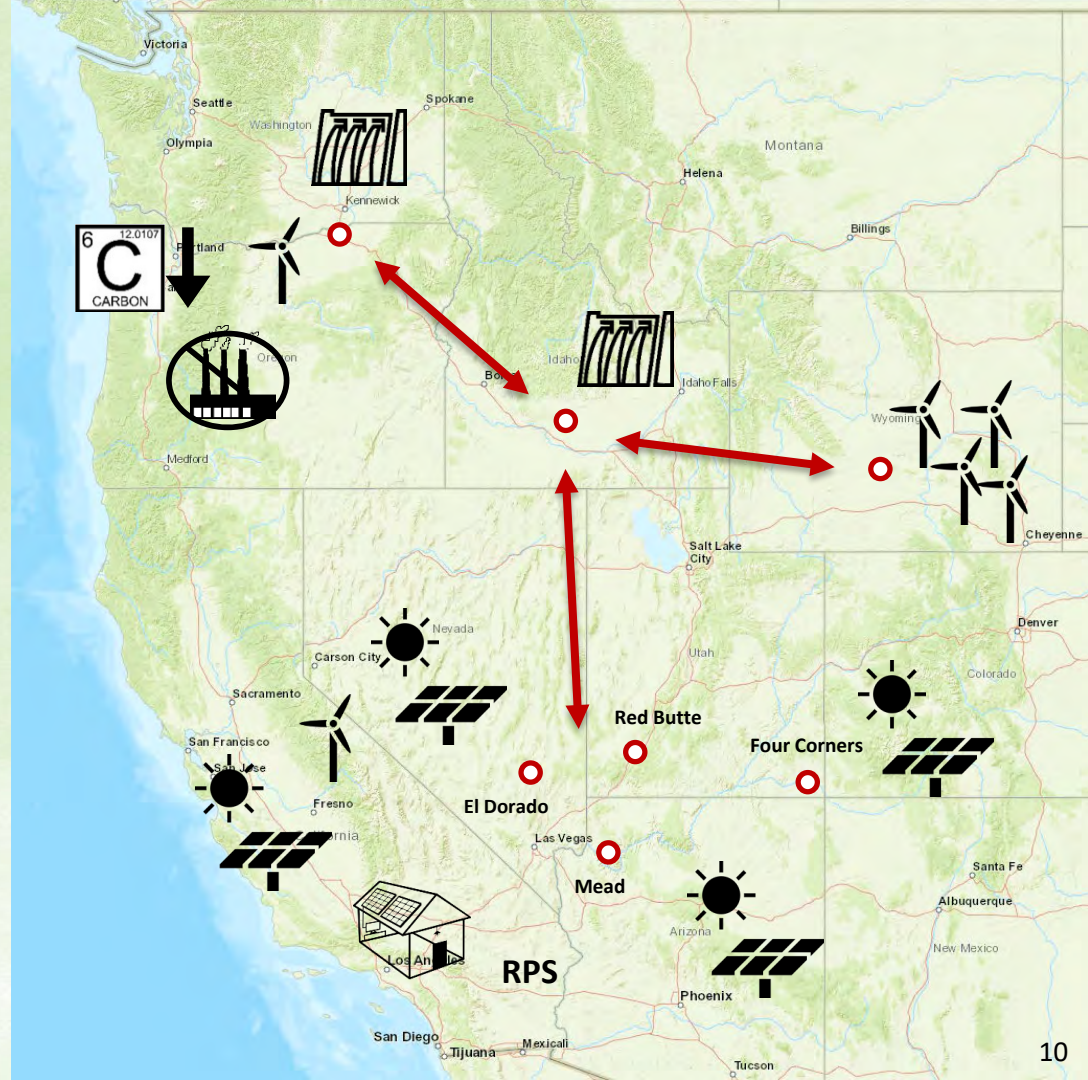 Victoria
Seattle
Spokane
Washington
Olympia
Montana
Helena
Kennewick
Billings
6
12.0107
C
CARBON
Portland
Oregon
Idaho
Idaho Falls
Wyoming
Medford
Cheyenne
Salt Lake
City
Nevada
Carson City
Denver
Utah
Colorado
Sacramento
Red Butte
San Francisco
Four Corners
San Jose
Fresno
El Dorado
Las Vegas
Mead
Santa Fe
Albuquerque
Arizona
New Mexico
Los Angeles
RPS
Phoenix
San Diego
Tijuana
Mexicali
Tucson
10